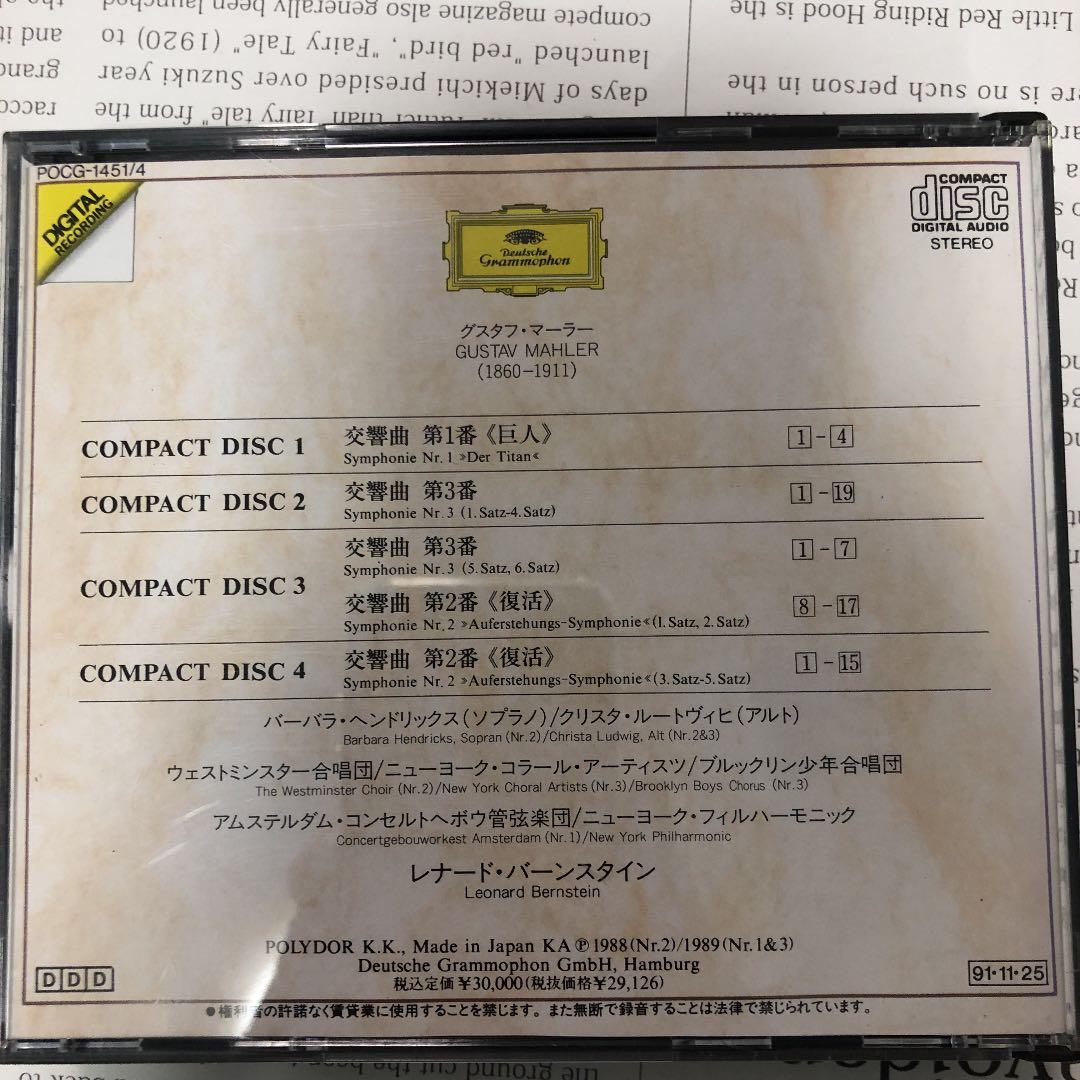 compete magazine also generally been launched
launched "red bird", "Fairy Tale" (1920) to
days of Miekichi presided over Suzuki year
than "fairy tale" from the
and it
grand
racco
Little Red Riding Hood is the
ere is no such person in the
POCG-1451/4
DIGITAL
RECORDING
Deutsche
Grammophon
COMPACT
disc
DIGITAL AUDIO
STEREO
グスタフ・マーラー
GUSTAV MAHLER
(1860-1911)
COMPACT DISC 1
交響曲 第1番《巨人》
1-4
Symphonie Nr. 1 »Der Titan«
COMPACT DISC 2
交響曲 第3番
1-19
Symphonie Nr. 3 (1. Satz-4. Satz)
COMPACT DISC 3
交響曲 第3番
1-7
Symphonie Nr. 3 (5. Satz, 6. Satz)
交響曲 第2番《復活》
8-17
Symphonie Nr. 2 »Auferstehungs-Symphonie« (1. Satz, 2. Satz)
COMPACT DISC 4
交響曲 第2番《復活》
1-15
Symphonie Nr. 2 »Auferstehungs-Symphonie« (3. Satz-5. Satz)
バーバラ・ヘンドリックス(ソプラノ)/クリスタ・ルートヴィヒ(アルト)
Barbara Hendricks, Sopran (Nr. 2)/Christa Ludwig, Alt (Nr. 2&3)
ウェストミンスター合唱団/ニューヨーク・コラール・アーティスツ/ブルックリン少年合唱団
The Westminster Choir (Nr. 2)/New York Choral Artists (Nr. 3)/Brooklyn Boys Chorus (Nr. 3)
アムステルダム・コンセルトヘボウ管弦楽団/ニューヨーク・フィルハーモニック
Concertgebouworkest Amsterdam (Nr. 1)/New York Philharmonic
レナード・バーンスタイン
Leonard Bernstein
POLYDOR K.K., Made in Japan KA ℗ 1988 (Nr. 2)/1989 (Nr. 1&3)
Deutsche Grammophon GmbH, Hamburg
税込定価￥30,000(税抜価格￥29,126)
DDD
91・11・25
●権利者の許諾なく賃貸業に使用することを禁じます。また無断で録音することは法律で禁じられています。